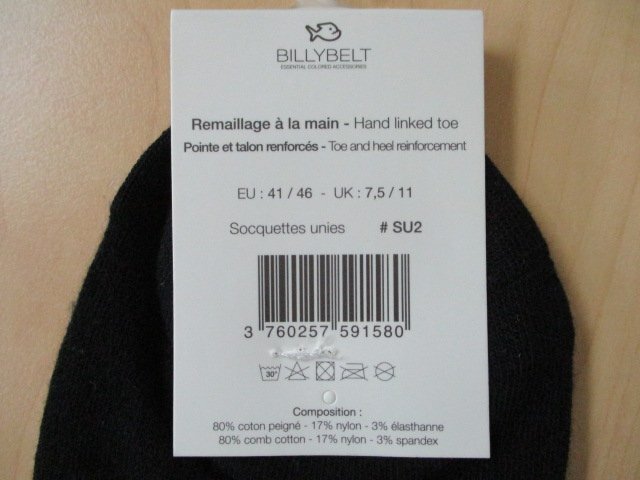 BILLYBELT
ESSENTIAL COLORED ACCESSORIES
Remaillage à la main - Hand linked toe
Pointe et talon renforcés - Toe and heel reinforcement
EU : 41 / 46 - UK : 7,5 / 11
Socquettes unies # SU2
3 760257 591580
30°
Composition :
80% coton peigné - 17% nylon - 3% élasthanne
80% comb cotton - 17% nylon - 3% spandex